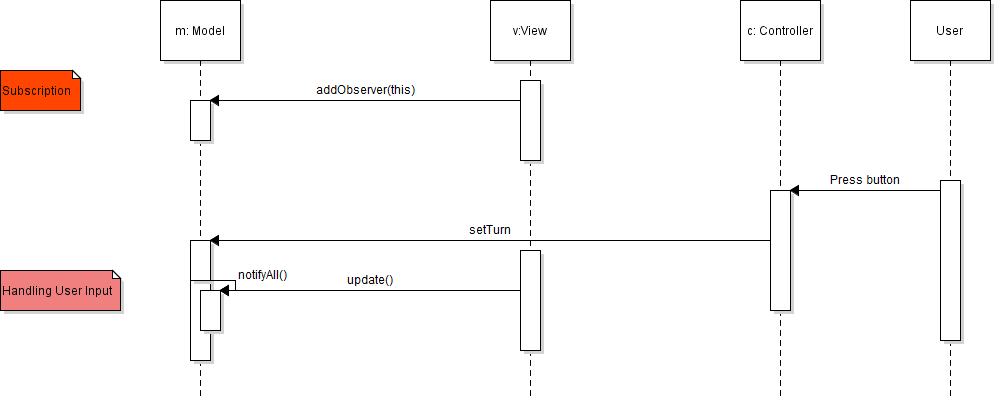 m: Model
v:View
c: Controller
User
Subscription
addObserver(this)
Press button
setTurn
notifyAll()
update()
Handling User Input